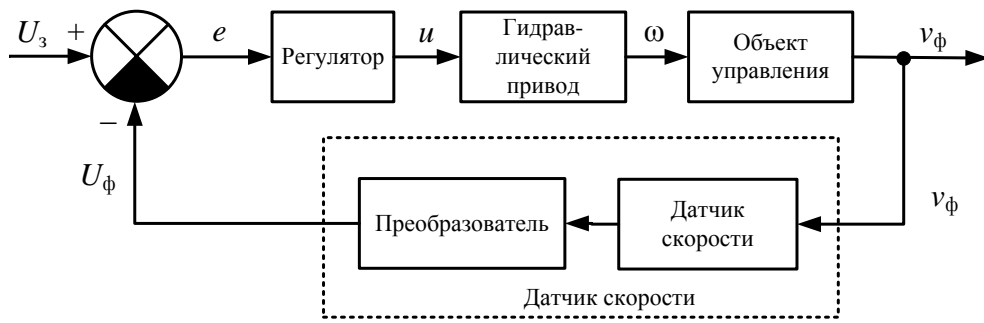 U_з + e Регулятор u Гидрав-
лический
привод ω Объект
управления v_ф
−
U_ф
Преобразователь
Датчик
скорости
v_ф
Датчик скорости